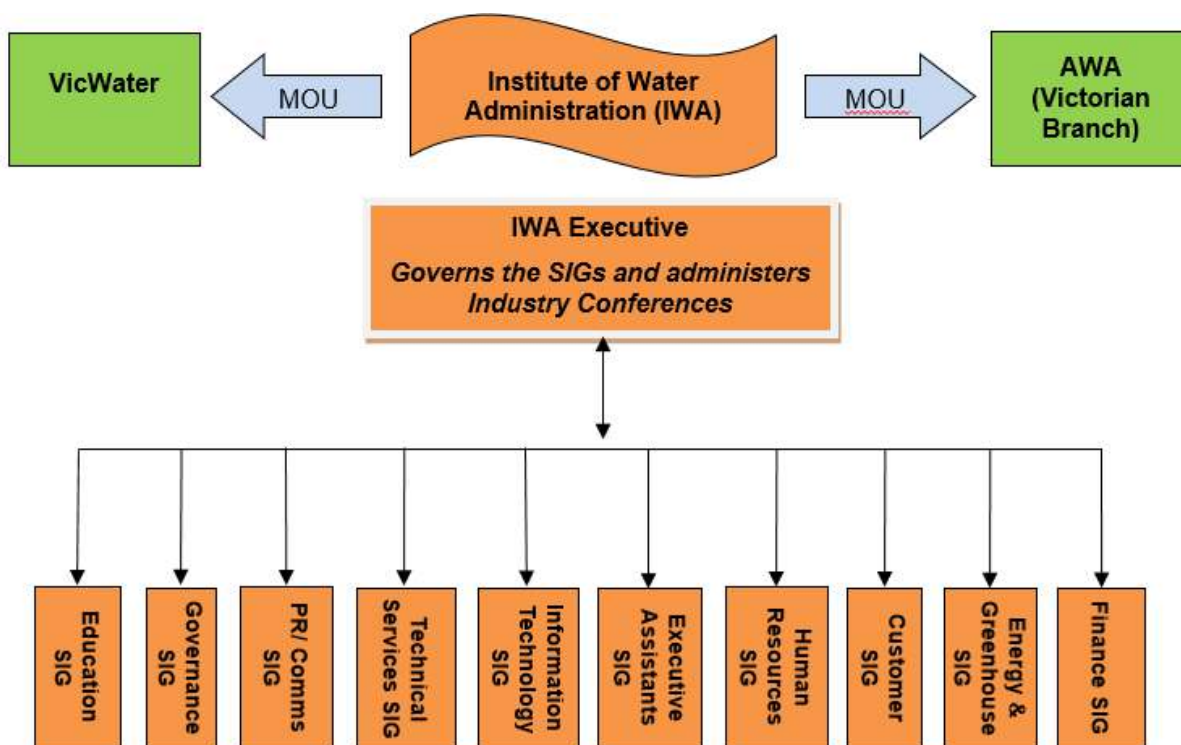 VicWater
MOU
Institute of Water
Administration (IWA)
MOU
AWA
(Victorian
Branch)
IWA Executive
Governs the SIGs and administers
Industry Conferences
Education
SIG
Governance
SIG
PR/ Comms
SIG
Technical
Services SIG
Information
Technology
SIG
Executive
Assistants
SIG
Human
Resources
SIG
Customer
SIG
Energy &
Greenhouse
SIG
Finance SIG